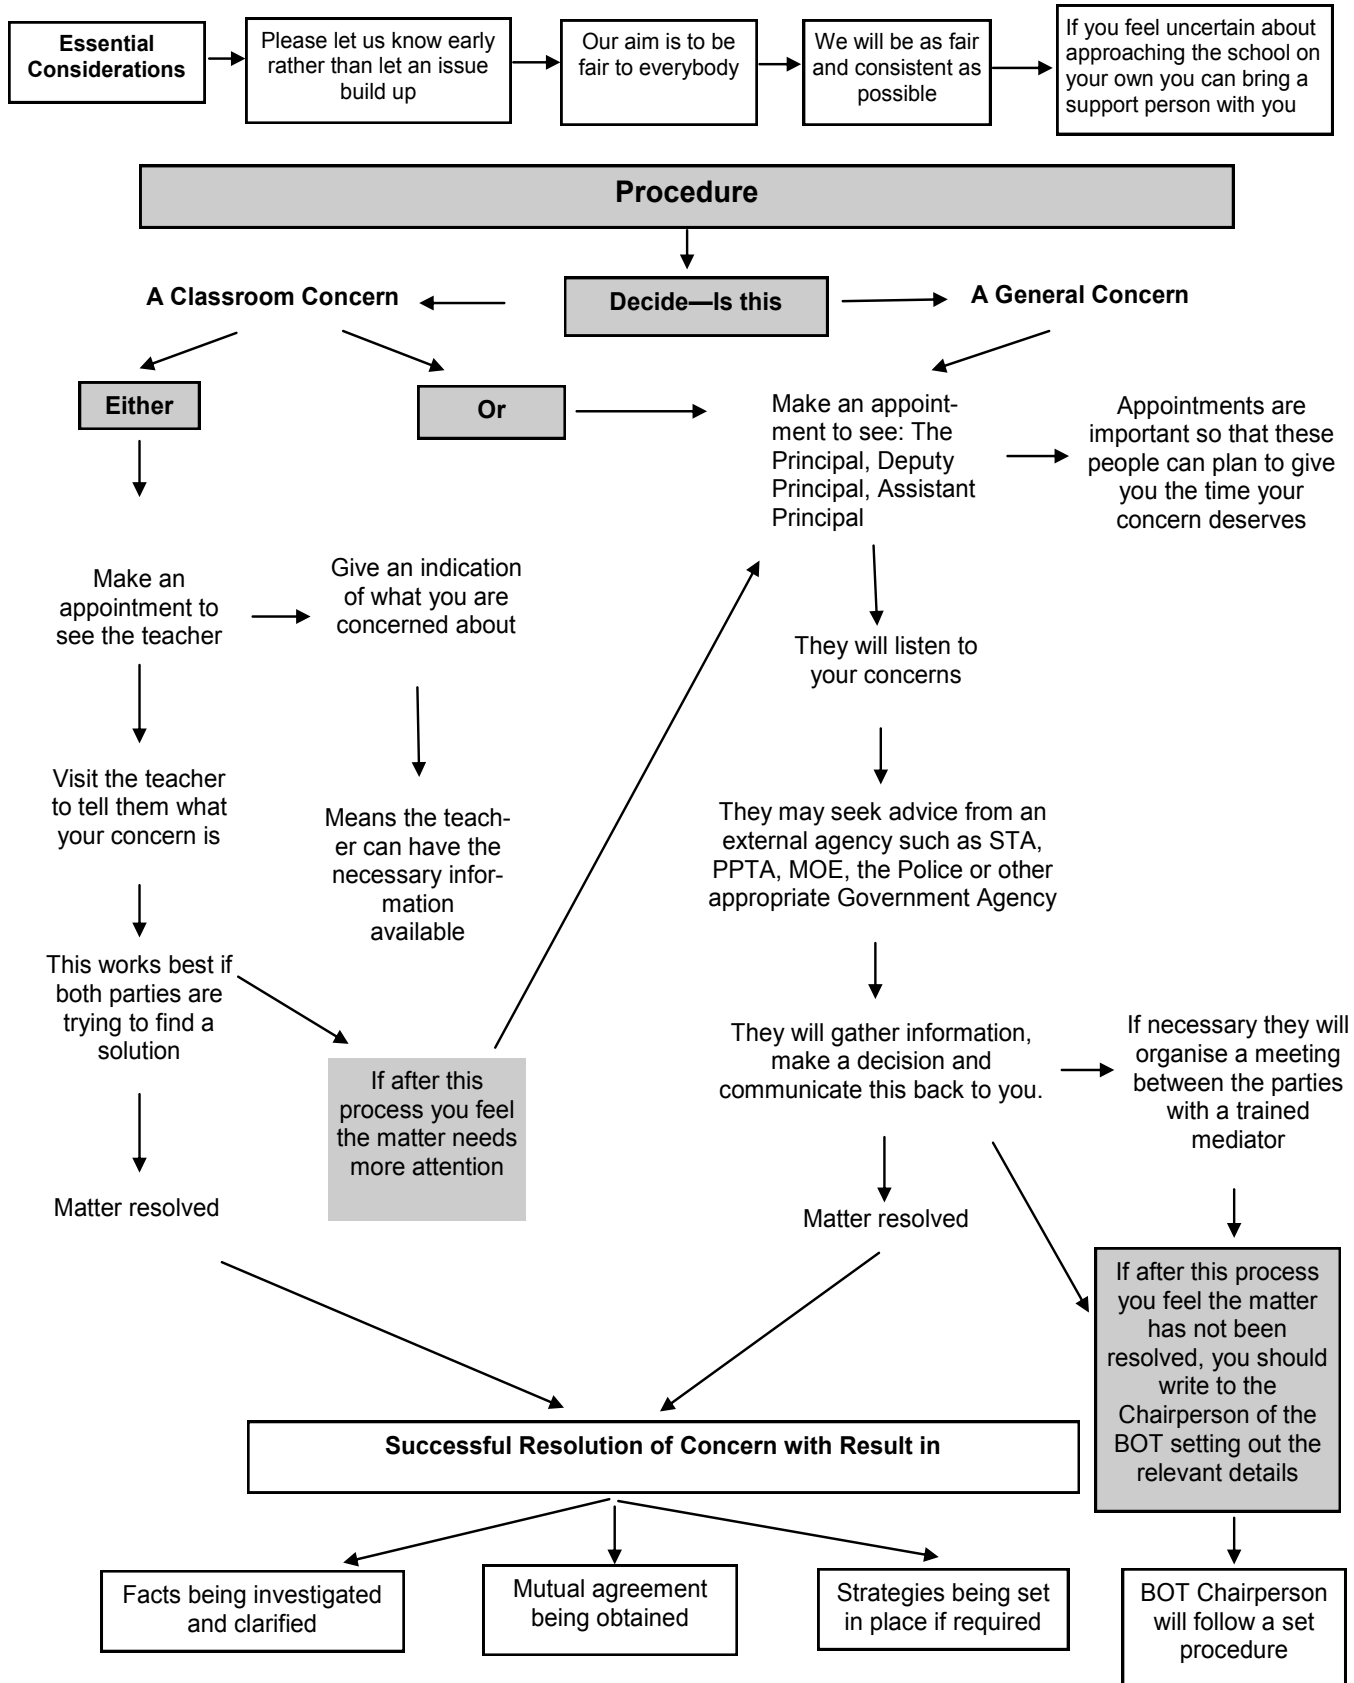 Essential
Considerations
Please let us know early
rather than let an issue
build up
Our aim is to be
fair to everybody
We will be as fair
and consistent as
possible
If you feel uncertain about
approaching the school on
your own you can bring a
support person with you
Procedure
A Classroom Concern
Decide—Is this
A General Concern
Either
Or
Make an appoint-
ment to see: The
Principal, Deputy
Principal, Assistant
Principal
Appointments are
important so that these
people can plan to give
you the time your
concern deserves
Make an
appointment to
see the teacher
Give an indication
of what you are
concerned about
They will listen to
your concerns
Visit the teacher
to tell them what
your concern is
Means the teach-
er can have the
necessary infor-
mation
available
They may seek advice from an
external agency such as STA,
PPTA, MOE, the Police or other
appropriate Government Agency
This works best if
both parties are
trying to find a
solution
If after this
process you feel
the matter needs
more attention
They will gather information,
make a decision and
communicate this back to you.
If necessary they will
organise a meeting
between the parties
with a trained
mediator
Matter resolved
Matter resolved
If after this process
you feel the matter
has not been
resolved, you should
write to the
Chairperson of the
BOT setting out the
relevant details
Successful Resolution of Concern with Result in
Facts being investigated
and clarified
Mutual agreement
being obtained
Strategies being set
in place if required
BOT Chairperson
will follow a set
procedure